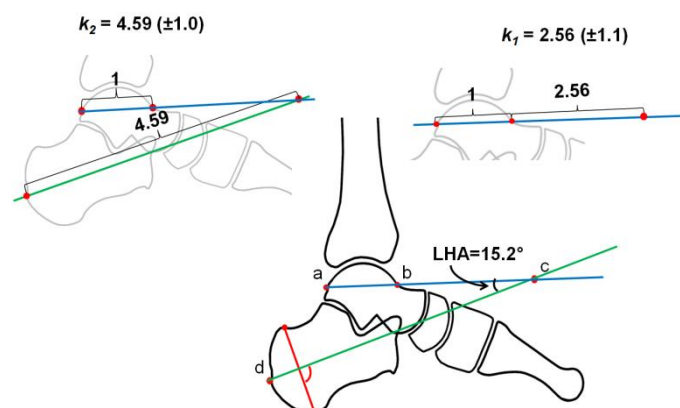 k₂ = 4.59 (±1.0)
k₁ = 2.56 (±1.1)
1
4.59
1
2.56
LHA=15.2°
a
b
c
d